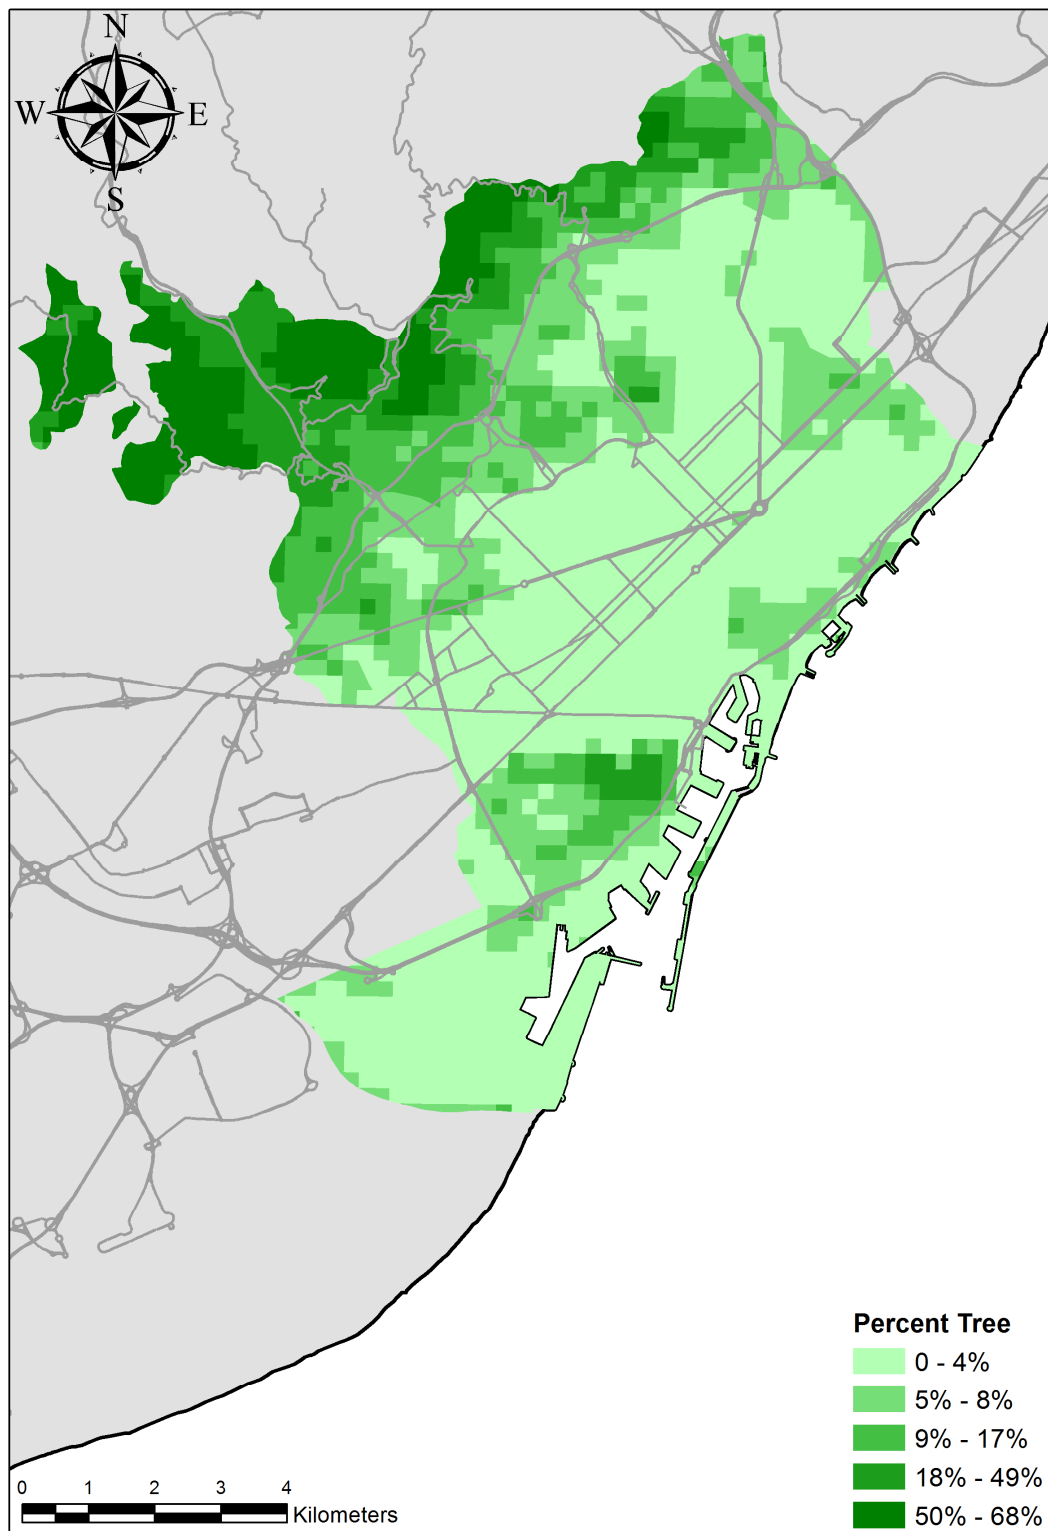 N
W E
S
Percent Tree
0 - 4%
5% - 8%
9% - 17%
18% - 49%
50% - 68%
0 1 2 3 4
Kilometers